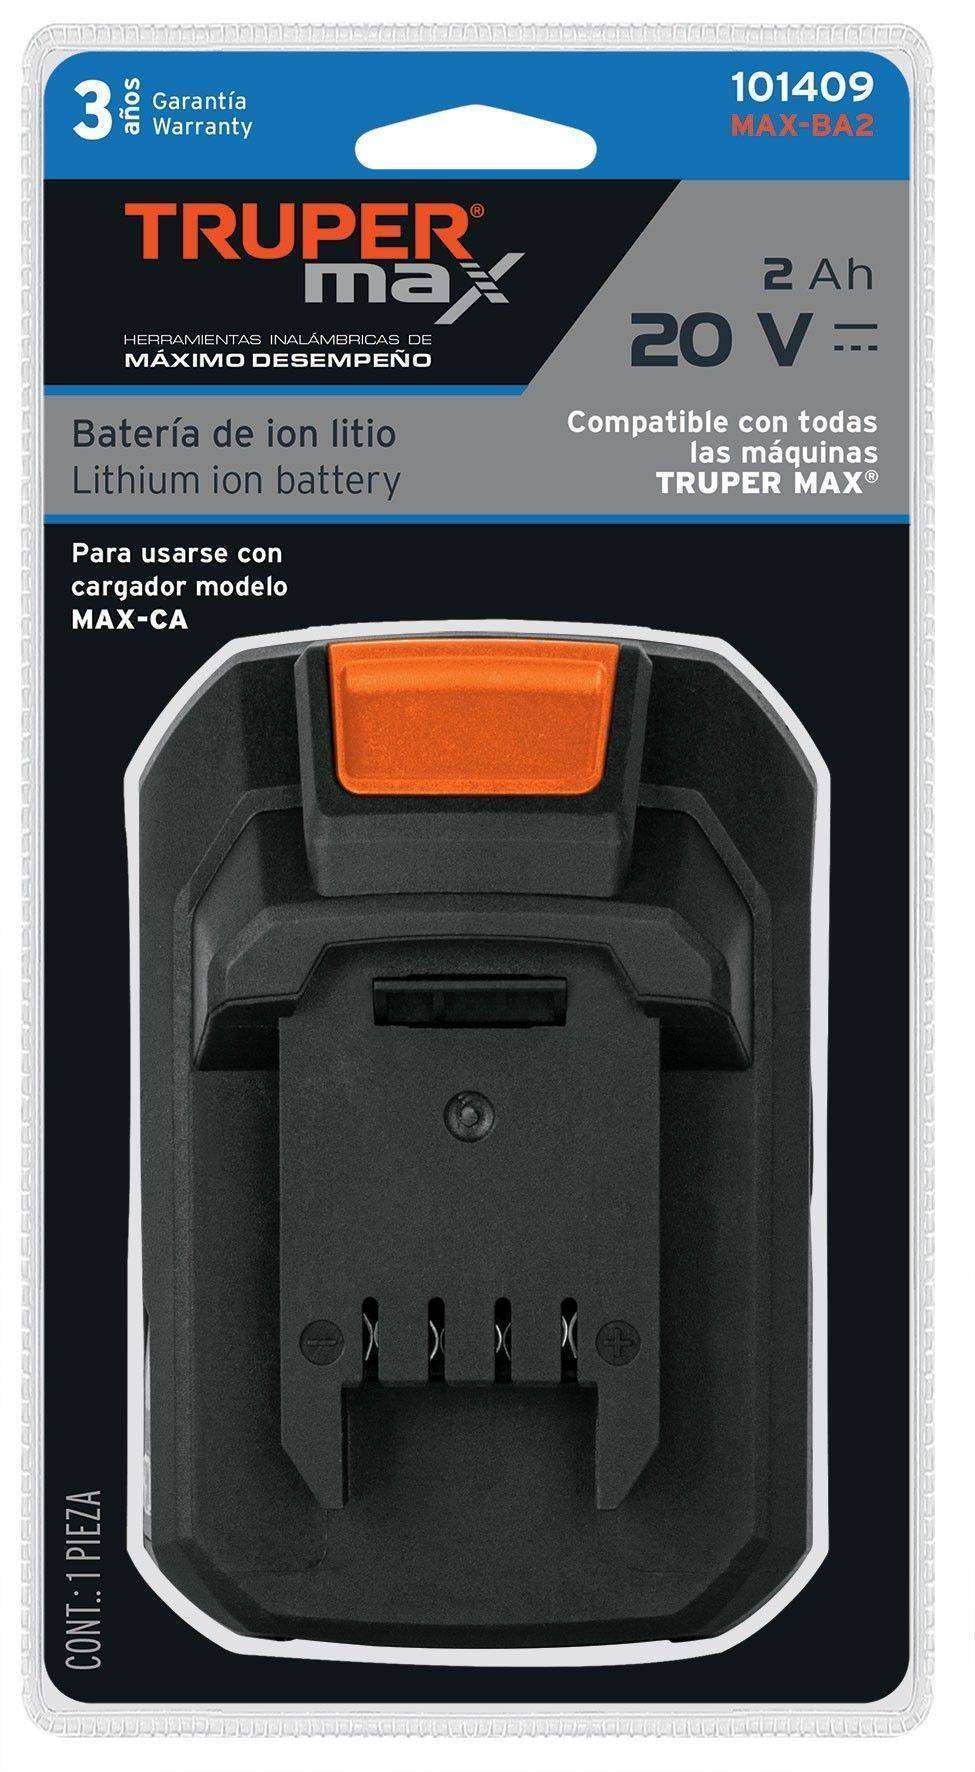 3 años
Garantía
Warranty
101409
MAX-BA2
TRUPER®
max
HERRAMIENTAS INALÁMBRICAS DE
MÁXIMO DESEMPEÑO
2 Ah
20 V
Batería de ion litio
Lithium ion battery
Compatible con todas
las máquinas
TRUPER MAX®
Para usarse con
cargador modelo
MAX-CA
- +
CONT.: 1 PIEZA